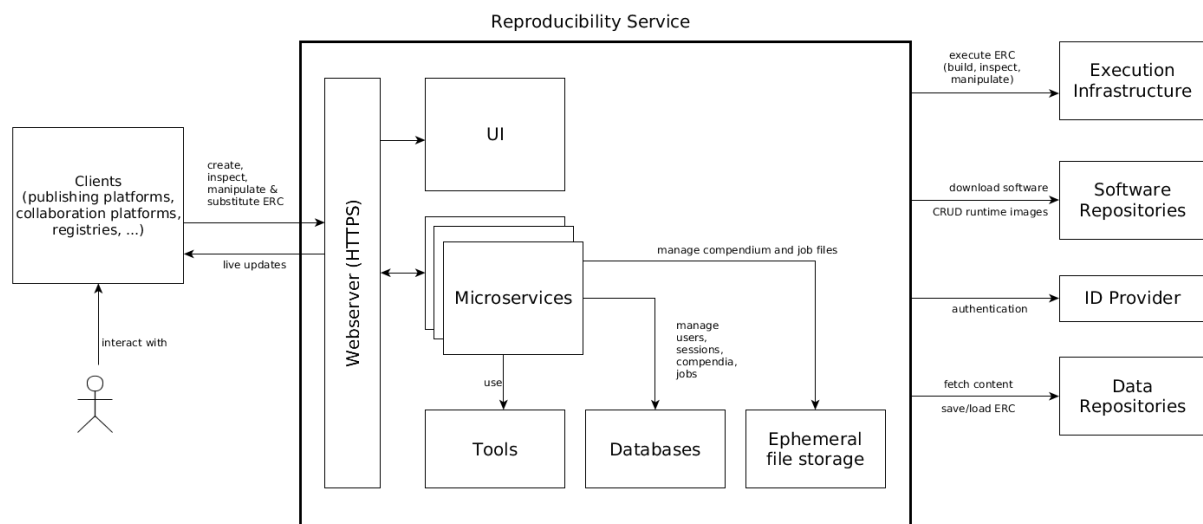 Reproducibility Service
Clients
(publishing platforms,
collaboration platforms,
registries, ...)
create,
inspect,
manipulate &
substitute ERC
live updates
interact with
Webserver (HTTPS)
UI
Microservices
manage compendium and job files
manage
users,
sessions,
compendia,
jobs
use
Tools
Databases
Ephemeral
file storage
execute ERC
(build, inspect,
manipulate)
Execution
Infrastructure
download software
CRUD runtime images
Software
Repositories
authentication
ID Provider
fetch content
save/load ERC
Data
Repositories